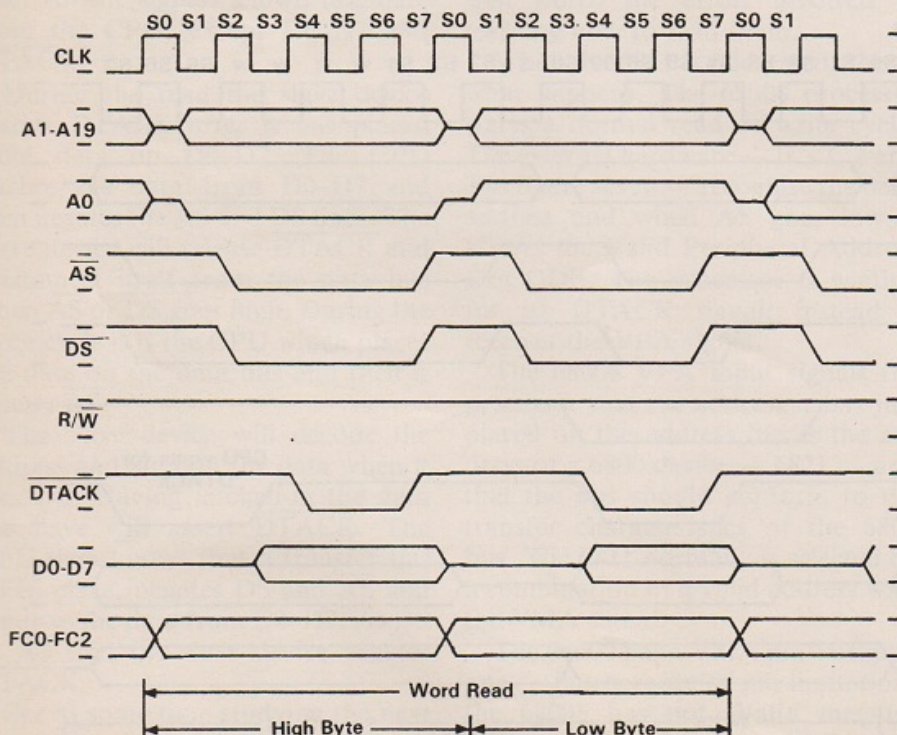 S0 S1 S2 S3 S4 S5 S6 S7 S0 S1 S2 S3 S4 S5 S6 S7 S0 S1
CLK
A1-A19
A0
AS
DS
R/W
DTACK
D0-D7
FC0-FC2
Word Read
High Byte
Low Byte